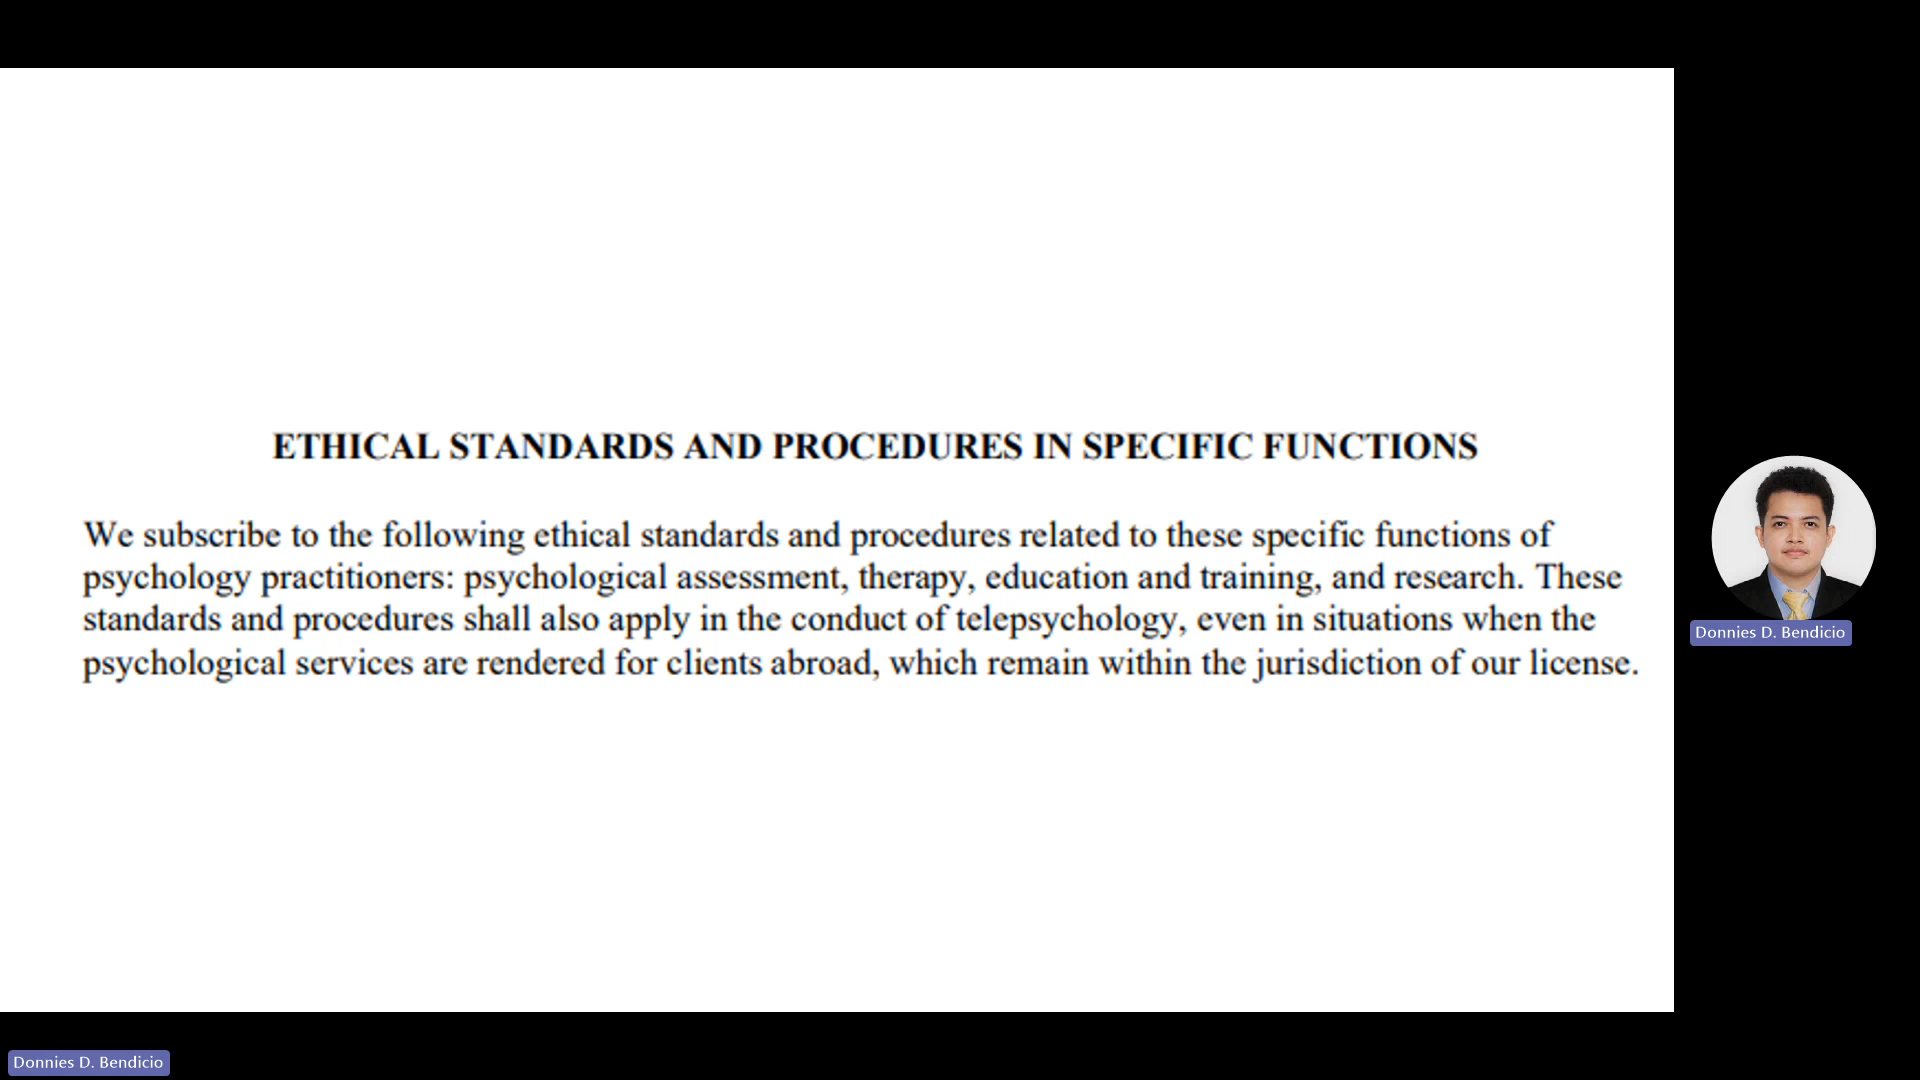 ETHICAL STANDARDS AND PROCEDURES IN SPECIFIC FUNCTIONS
We subscribe to the following ethical standards and procedures related to these specific functions of
psychology practitioners: psychological assessment, therapy, education and training, and research. These
standards and procedures shall also apply in the conduct of telepsychology, even in situations when the
psychological services are rendered for clients abroad, which remain within the jurisdiction of our license.
Donnies D. Bendicio
Donnies D. Bendicio